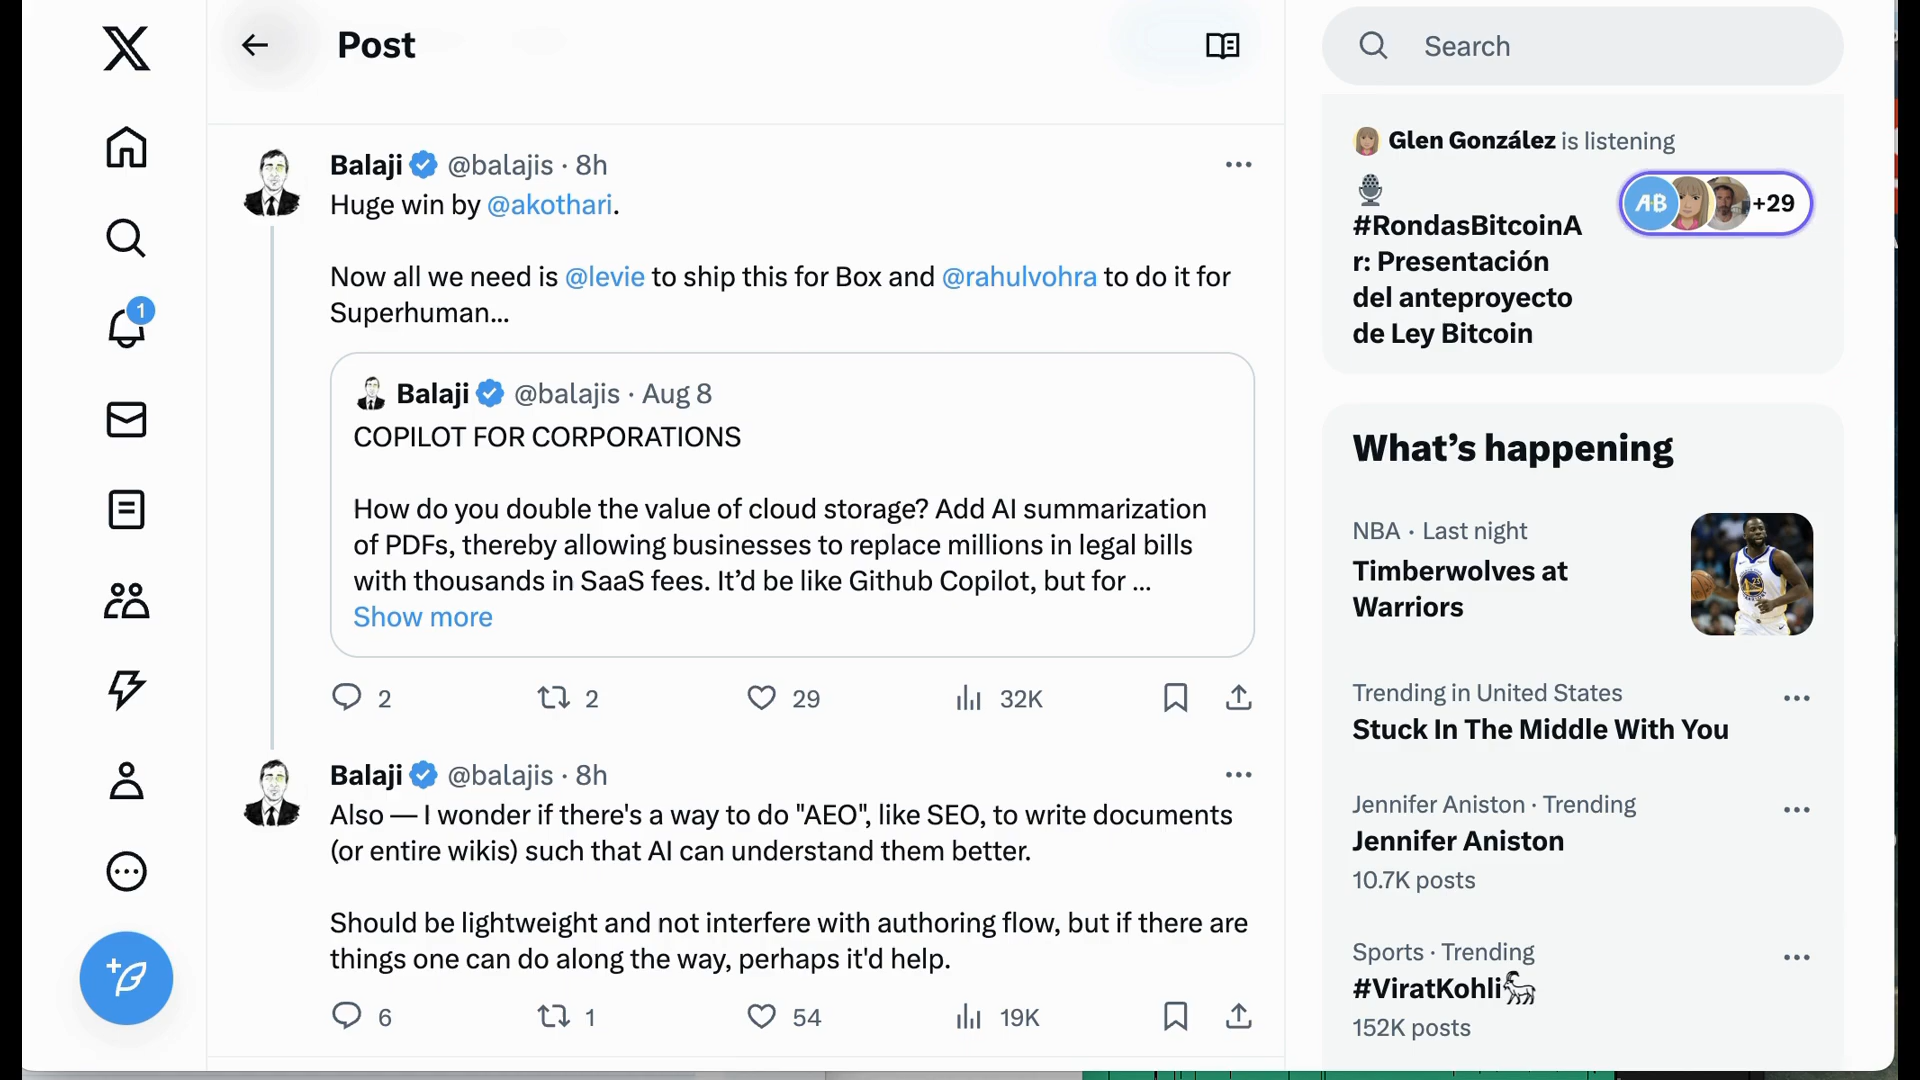 Post
Balaji @balajis · 8h
Huge win by @akothari.
Now all we need is @levie to ship this for Box and @rahulvohra to do it for
Superhuman...
Balaji @balajis · Aug 8
COPILOT FOR CORPORATIONS
How do you double the value of cloud storage? Add AI summarization
of PDFs, thereby allowing businesses to replace millions in legal bills
with thousands in SaaS fees. It’d be like Github Copilot, but for ...
Show more
2 2 29 32K
Balaji @balajis · 8h
Also — I wonder if there's a way to do "AEO", like SEO, to write documents
(or entire wikis) such that AI can understand them better.
Should be lightweight and not interfere with authoring flow, but if there are
things one can do along the way, perhaps it'd help.
6 1 54 19K
1
Search
Glen González is listening
#RondasBitcoinA
r: Presentación
del anteproyecto
de Ley Bitcoin
AB +29
What’s happening
NBA · Last night
Timberwolves at
Warriors
23
Trending in United States
Stuck In The Middle With You
Jennifer Aniston · Trending
Jennifer Aniston
10.7K posts
Sports · Trending
#ViratKohli
152K posts